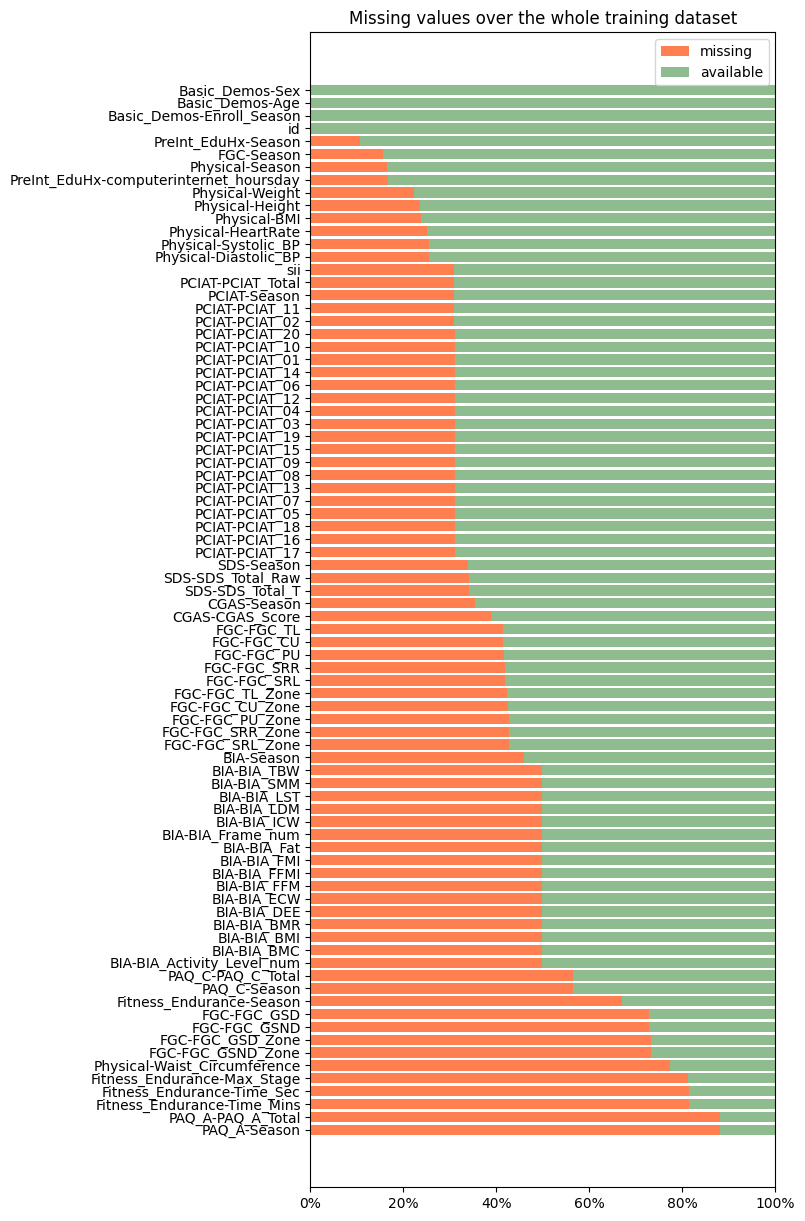 Missing values over the whole training dataset
missing
available
Basic_Demos-Sex
Basic_Demos-Age
Basic_Demos-Enroll_Season
id
PreInt_EduHx-Season
FGC-Season
Physical-Season
PreInt_EduHx-computerinternet_hoursday
Physical-Weight
Physical-Height
Physical-BMI
Physical-HeartRate
Physical-Systolic_BP
Physical-Diastolic_BP
sii
PCIAT-PCIAT_Total
PCIAT-Season
PCIAT-PCIAT_11
PCIAT-PCIAT_02
PCIAT-PCIAT_20
PCIAT-PCIAT_10
PCIAT-PCIAT_01
PCIAT-PCIAT_14
PCIAT-PCIAT_06
PCIAT-PCIAT_12
PCIAT-PCIAT_04
PCIAT-PCIAT_03
PCIAT-PCIAT_19
PCIAT-PCIAT_15
PCIAT-PCIAT_09
PCIAT-PCIAT_08
PCIAT-PCIAT_13
PCIAT-PCIAT_07
PCIAT-PCIAT_05
PCIAT-PCIAT_18
PCIAT-PCIAT_16
PCIAT-PCIAT_17
SDS-Season
SDS-SDS_Total_Raw
SDS-SDS_Total_T
CGAS-Season
CGAS-CGAS_Score
FGC-FGC_TL
FGC-FGC_CU
FGC-FGC_PU
FGC-FGC_SRR
FGC-FGC_SRL
FGC-FGC_TL_Zone
FGC-FGC_CU_Zone
FGC-FGC_PU_Zone
FGC-FGC_SRR_Zone
FGC-FGC_SRL_Zone
BIA-Season
BIA-BIA_TBW
BIA-BIA_SMM
BIA-BIA_LST
BIA-BIA_LDM
BIA-BIA_ICW
BIA-BIA_Frame_num
BIA-BIA_Fat
BIA-BIA_FMI
BIA-BIA_FFMI
BIA-BIA_FFM
BIA-BIA_ECW
BIA-BIA_DEE
BIA-BIA_BMR
BIA-BIA_BMI
BIA-BIA_BMC
BIA-BIA_Activity_Level_num
PAQ_C-PAQ_C_Total
PAQ_C-Season
Fitness_Endurance-Season
FGC-FGC_GSD
FGC-FGC_GSND
FGC-FGC_GSD_Zone
FGC-FGC_GSND_Zone
Physical-Waist_Circumference
Fitness_Endurance-Max_Stage
Fitness_Endurance-Time_Sec
Fitness_Endurance-Time_Mins
PAQ_A-PAQ_A_Total
PAQ_A-Season
0% 20% 40% 60% 80% 100%